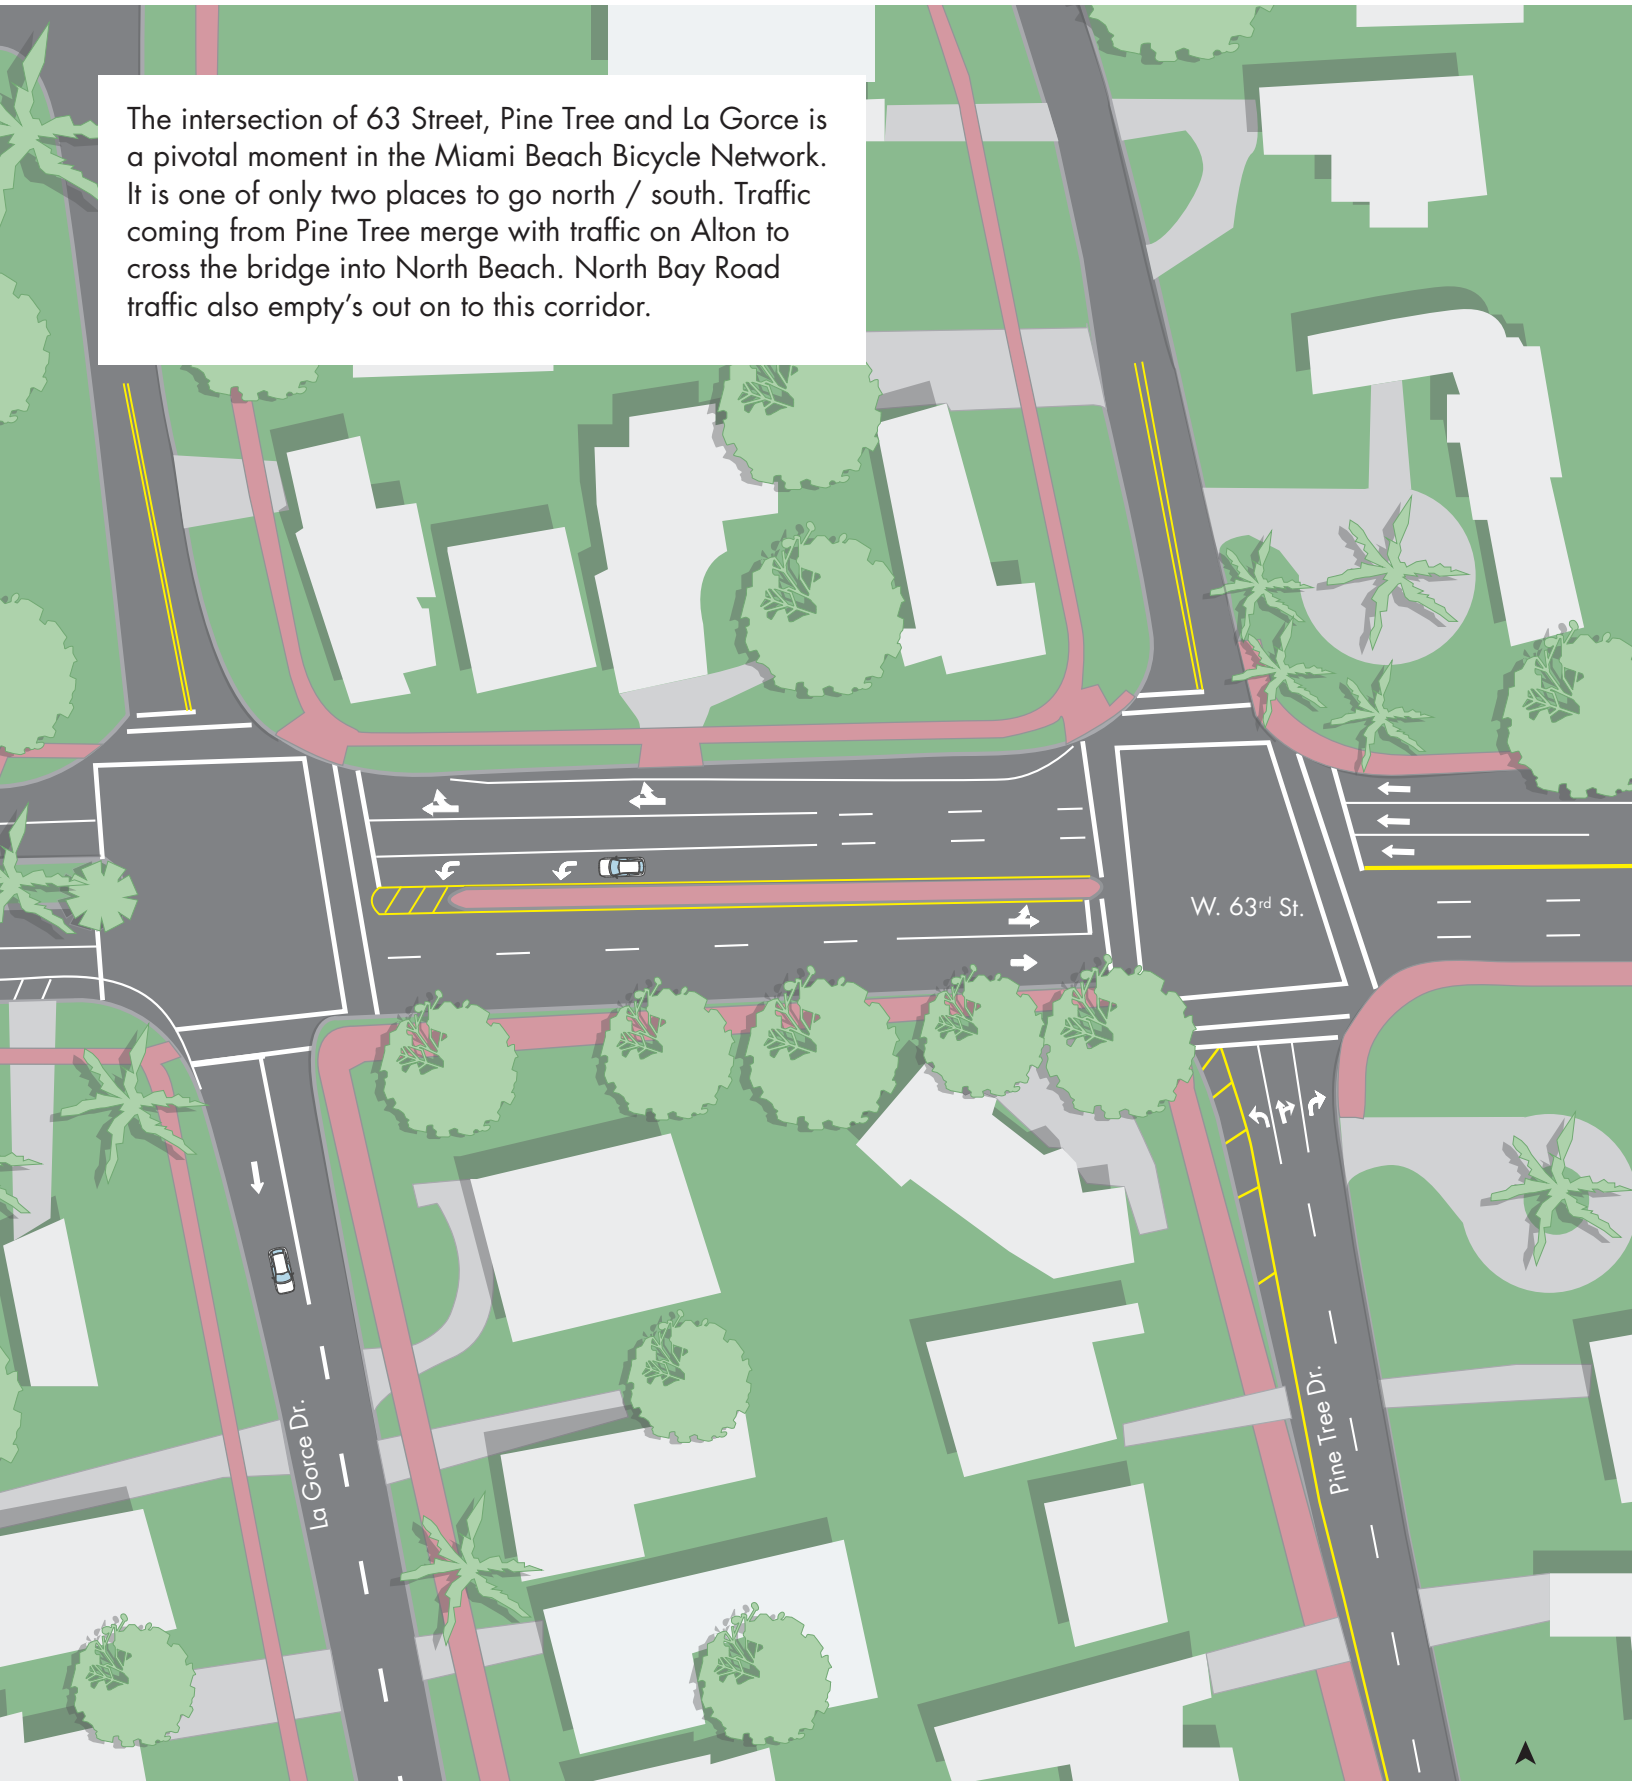 The intersection of 63 Street, Pine Tree and La Gorce is
a pivotal moment in the Miami Beach Bicycle Network.
It is one of only two places to go north / south. Traffic
coming from Pine Tree merge with traffic on Alton to
cross the bridge into North Beach. North Bay Road
traffic also empty's out on to this corridor.
W. 63rd St.
La Gorce Dr.
Pine Tree Dr.